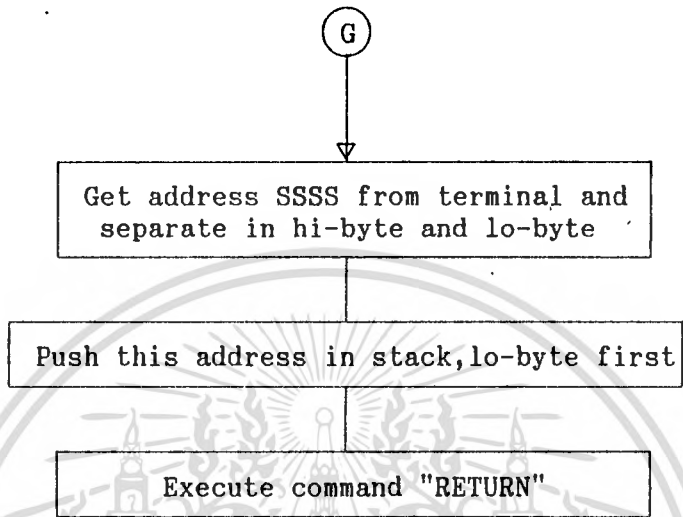 G
Get address SSSS from terminal and
separate in hi-byte and lo-byte
Push this address in stack,lo-byte first
Execute command "RETURN"